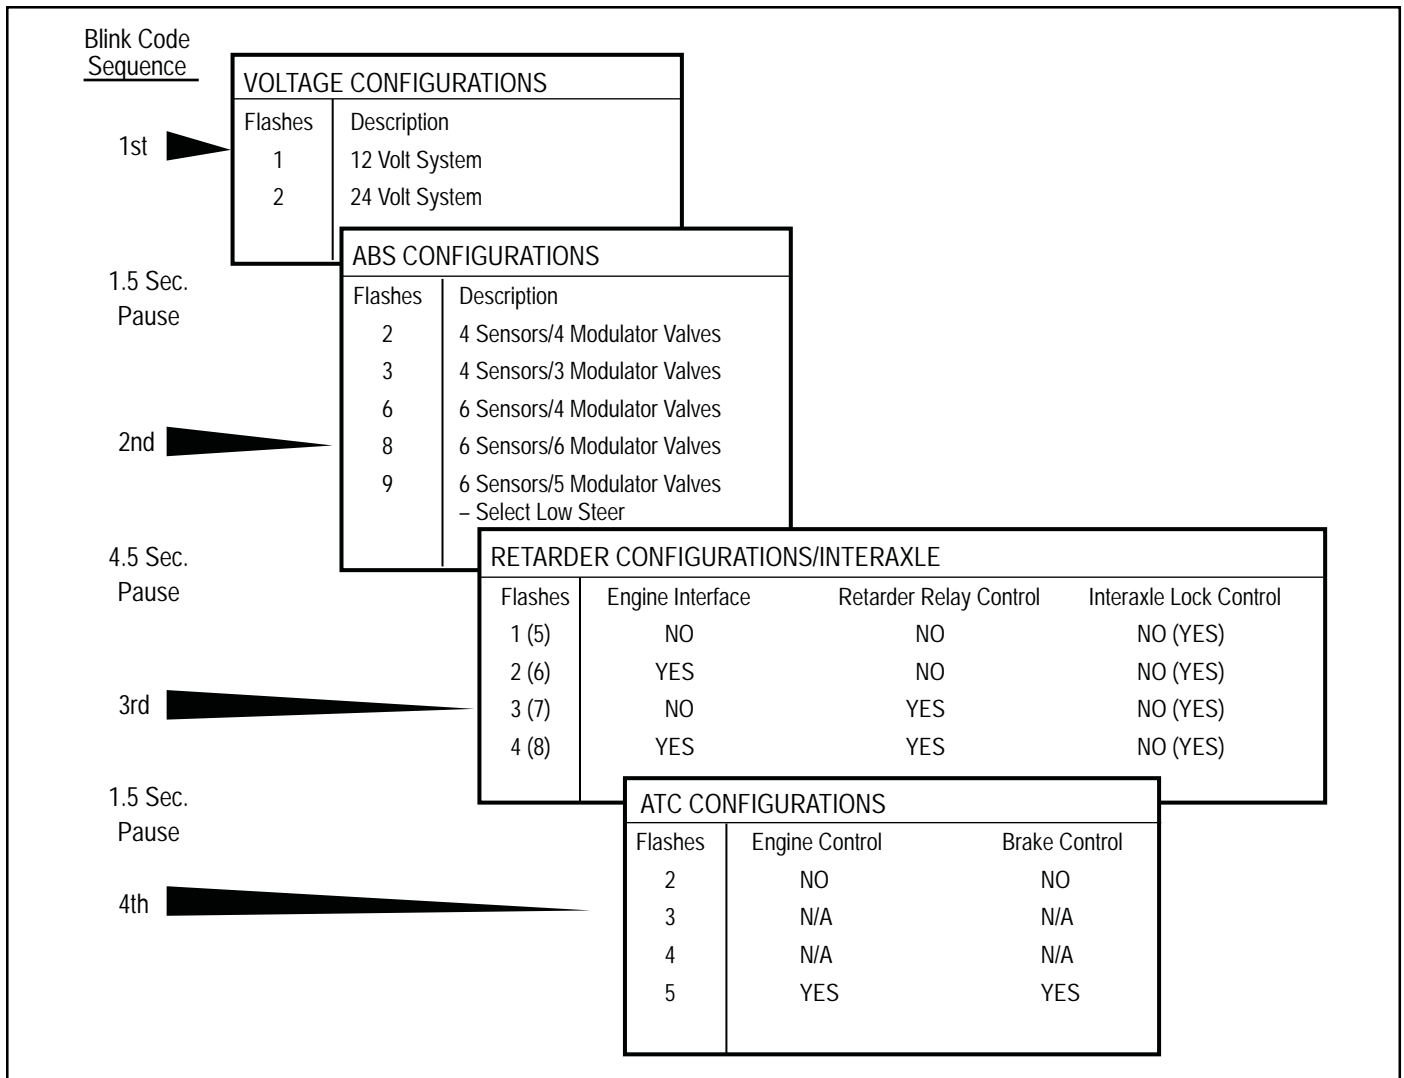 Blink Code
Sequence
1st
VOLTAGE CONFIGURATIONS
Flashes Description
1 12 Volt System
2 24 Volt System
1.5 Sec.
Pause
2nd
ABS CONFIGURATIONS
Flashes Description
2 4 Sensors/4 Modulator Valves
3 4 Sensors/3 Modulator Valves
6 6 Sensors/4 Modulator Valves
8 6 Sensors/6 Modulator Valves
9 6 Sensors/5 Modulator Valves
– Select Low Steer
4.5 Sec.
Pause
3rd
RETARDER CONFIGURATIONS/INTERAXLE
Flashes Engine Interface Retarder Relay Control Interaxle Lock Control
1 (5) NO NO NO (YES)
2 (6) YES NO NO (YES)
3 (7) NO YES NO (YES)
4 (8) YES YES NO (YES)
1.5 Sec.
Pause
4th
ATC CONFIGURATIONS
Flashes Engine Control Brake Control
2 NO NO
3 N/A N/A
4 N/A N/A
5 YES YES